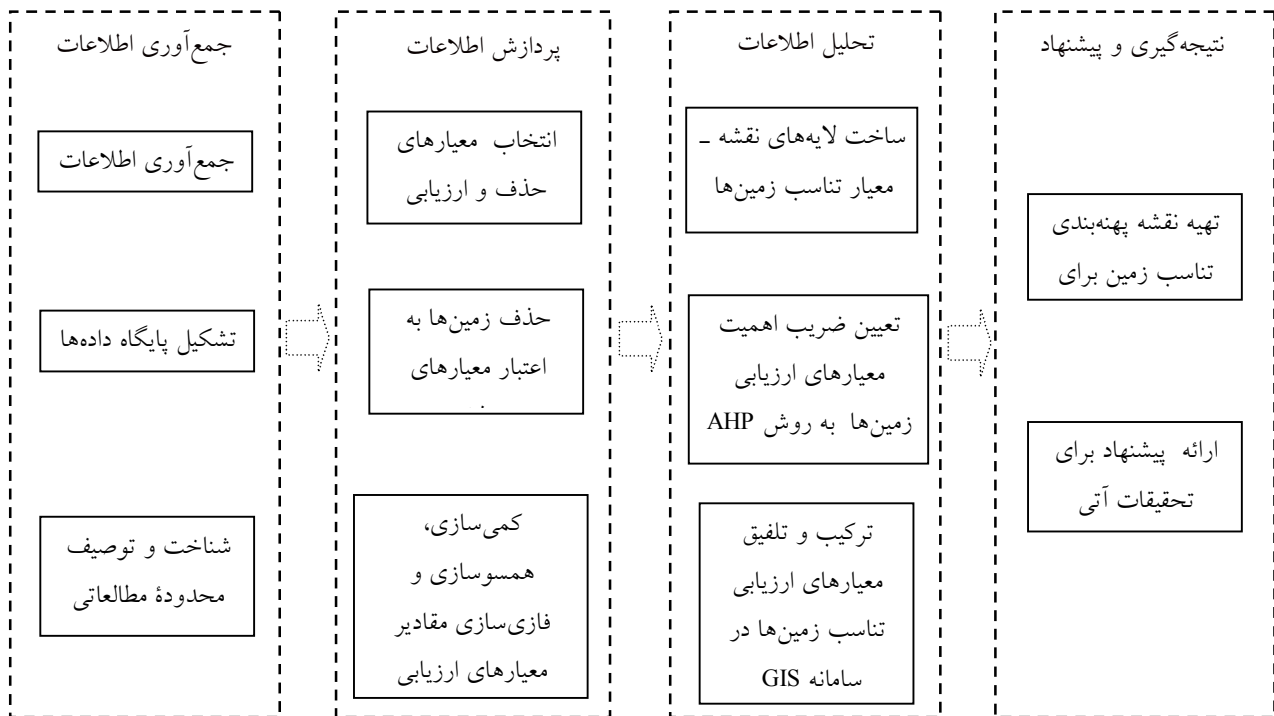 جمع‌آوری اطلاعات
جمع‌آوری اطلاعات
تشکیل پایگاه داده‌ها
شناخت و توصیف
محدودۀ مطالعاتی
پردازش اطلاعات
انتخاب معیارهای
حذف و ارزیابی
حذف زمین‌ها به
اعتبار معیارهای
کمی‌سازی،
همسوسازی و
فازی‌سازی مقادیر
معیارهای ارزیابی
تحلیل اطلاعات
ساخت لایه‌های نقشه –
معیار تناسب زمین‌ها
تعیین ضریب اهمیت
معیارهای ارزیابی
زمین‌ها به روش AHP
ترکیب و تلفیق
معیارهای ارزیابی
تناسب زمین‌ها در
سامانه GIS
نتیجه‌گیری و پیشنهاد
تهیه نقشه پهنه‌بندی
تناسب زمین برای
ارائه پیشنهاد برای
تحقیقات آتی